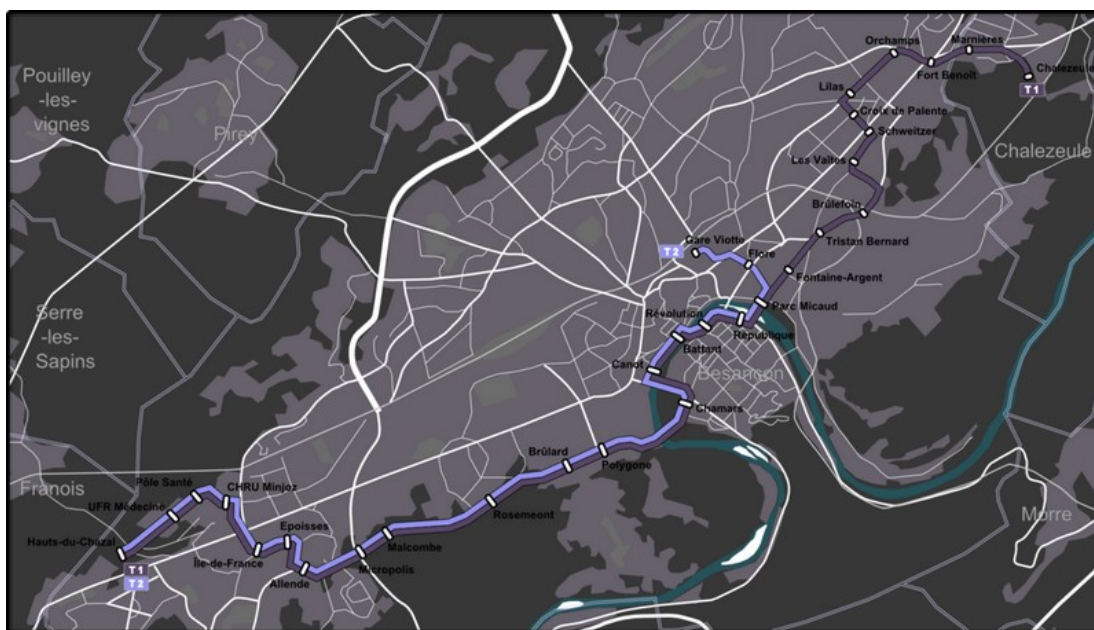 Orchamps
Marnières
Chalezeule
Fort Benoît
T1
Pouilley
-les-
vignes
Pirey
Lilas
Croix de Palente
Schweitzer
Les Vaîtes
Chalezeule
Brûlefoin
Tristan Bernard
Gare Viotte
T2
Flore
Fontaine-Argent
Parc Micaud
Révolution
République
Battant
Serre
-les-
Sapins
Canot
Besançon
Chamars
Brûlard
Polygone
Franois
Pôle Santé
CHRU Minjoz
UFR Médecine
Rosemeont
Morre
Hauts-du-Chazal
Epoisses
Malcombe
Île-de-France
Micropolis
Allende
T1
T2